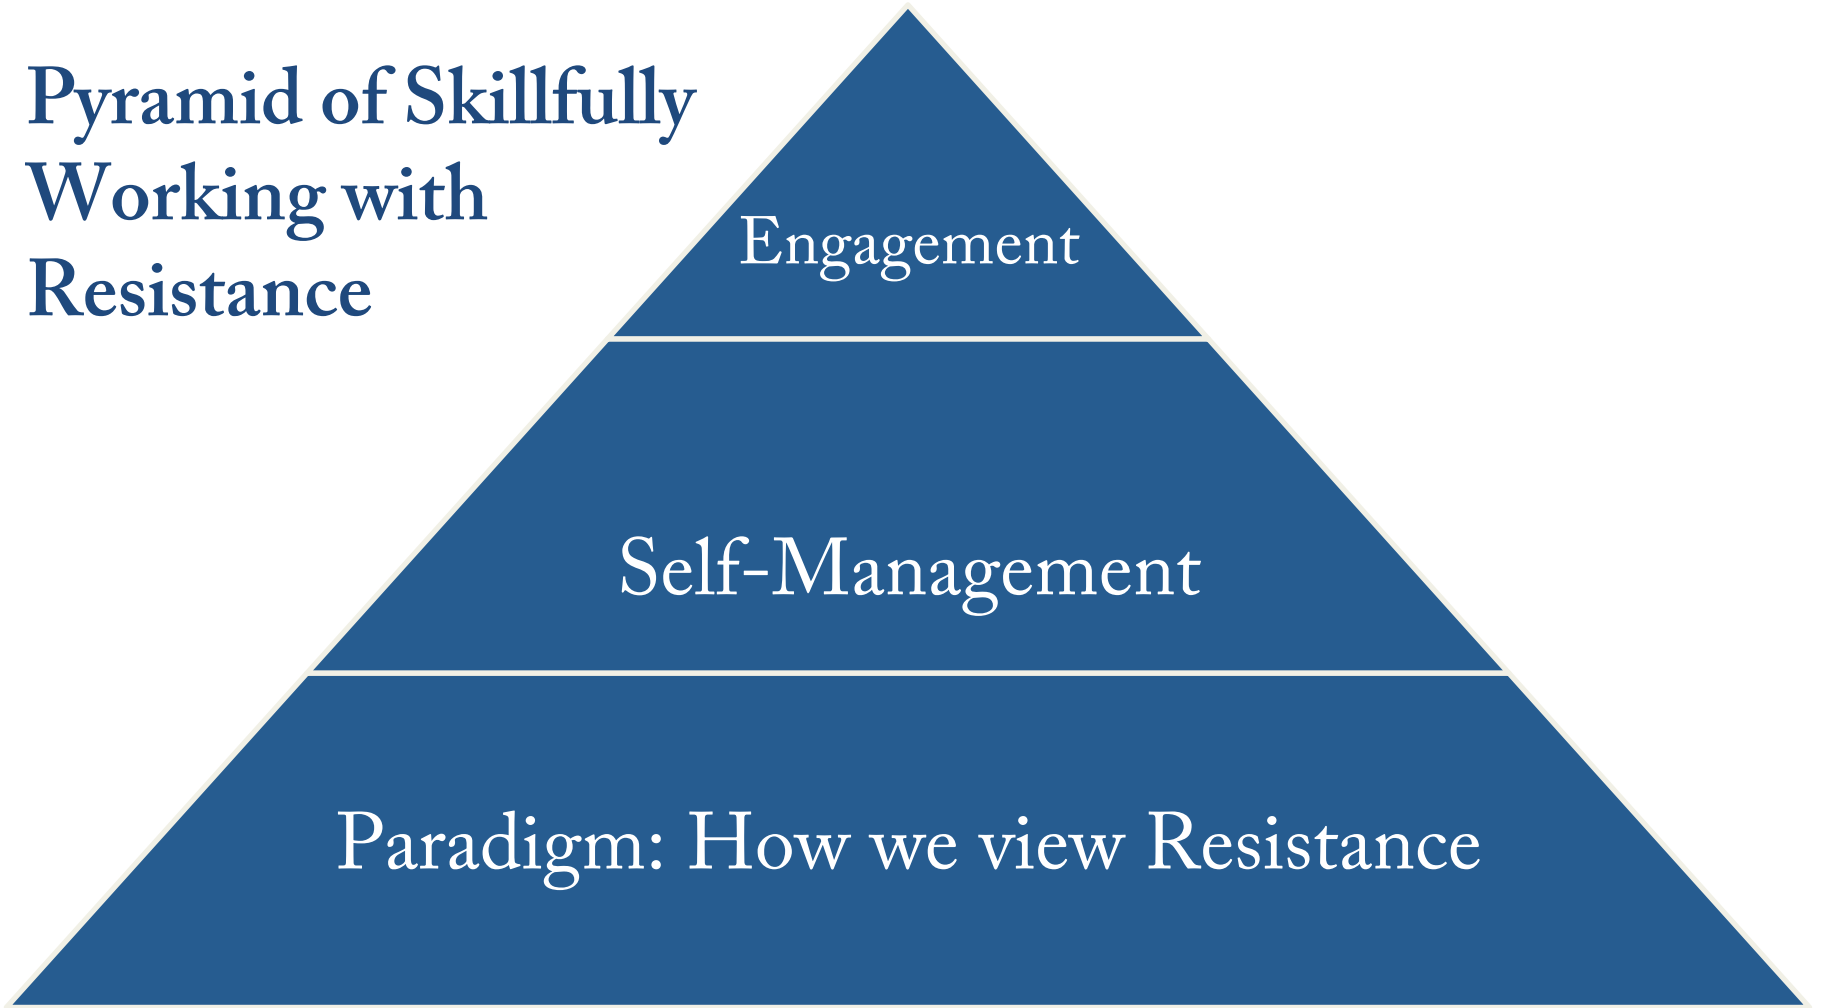 Pyramid of Skillfully
Working with
Resistance
Engagement
Self-Management
Paradigm: How we view Resistance